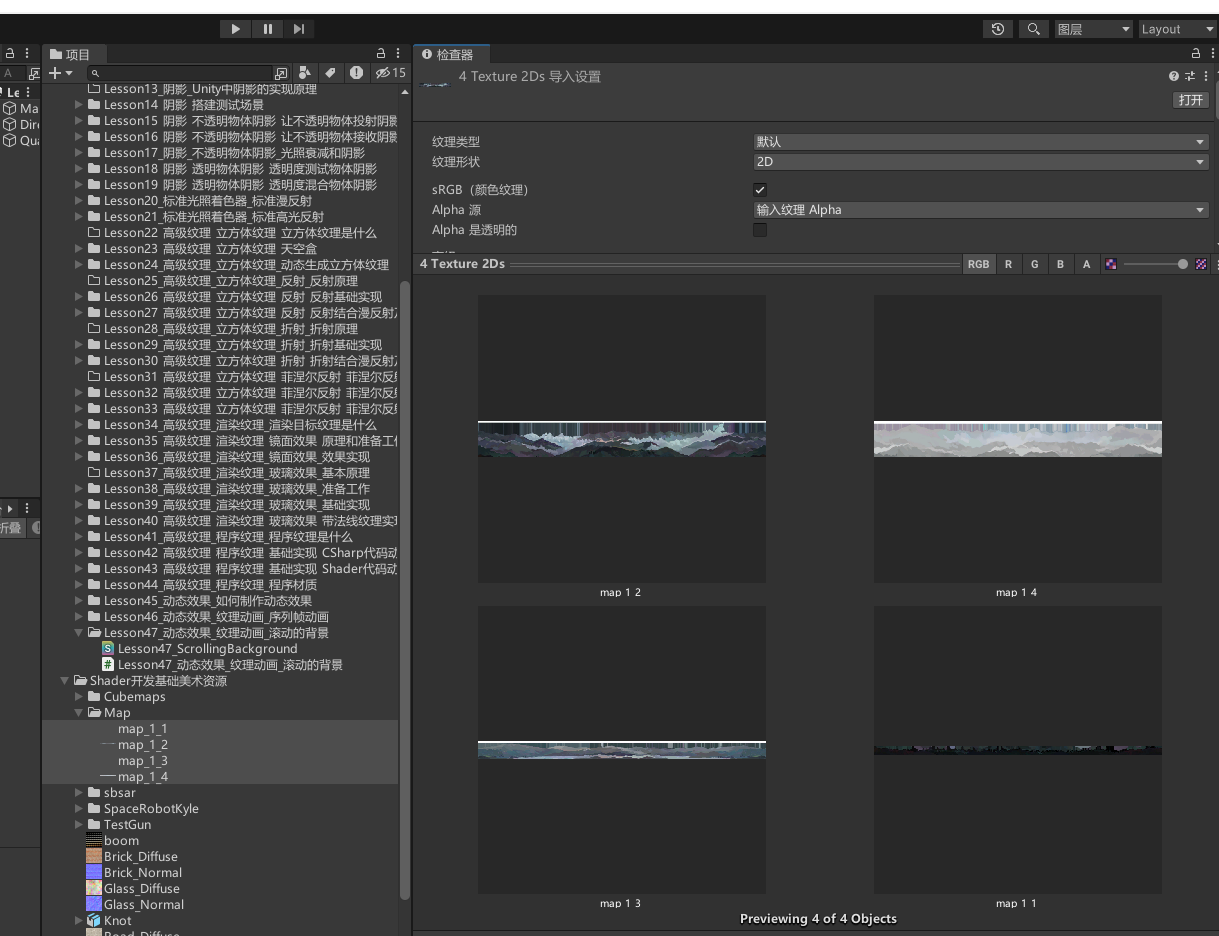 图层
Layout
A
Le
Ma
Dir
Qua
折叠
项目
15
Lesson13_阴影_Unity中阴影的实现原理
Lesson14_阴影_搭建测试场景
Lesson15_阴影_不透明物体阴影_让不透明物体投射阴影
Lesson16_阴影_不透明物体阴影_让不透明物体接收阴影
Lesson17_阴影_不透明物体阴影_光照衰减和阴影
Lesson18_阴影_透明物体阴影_透明度测试物体阴影
Lesson19_阴影_透明物体阴影_透明度混合物体阴影
Lesson20_标准光照着色器_标准漫反射
Lesson21_标准光照着色器_标准高光反射
Lesson22_高级纹理_立方体纹理_立方体纹理是什么
Lesson23_高级纹理_立方体纹理_天空盒
Lesson24_高级纹理_立方体纹理_动态生成立方体纹理
Lesson25_高级纹理_立方体纹理_反射_反射原理
Lesson26_高级纹理_立方体纹理_反射_反射基础实现
Lesson27_高级纹理_立方体纹理_反射_反射结合漫反射及
Lesson28_高级纹理_立方体纹理_折射_折射原理
Lesson29_高级纹理_立方体纹理_折射_折射基础实现
Lesson30_高级纹理_立方体纹理_折射_折射结合漫反射及
Lesson31_高级纹理_立方体纹理_菲涅尔反射_菲涅尔反射
Lesson32_高级纹理_立方体纹理_菲涅尔反射_菲涅尔反射
Lesson33_高级纹理_立方体纹理_菲涅尔反射_菲涅尔反射
Lesson34_高级纹理_渲染纹理_渲染目标纹理是什么
Lesson35_高级纹理_渲染纹理_镜面效果_原理和准备工作
Lesson36_高级纹理_渲染纹理_镜面效果_效果实现
Lesson37_高级纹理_渲染纹理_玻璃效果_基本原理
Lesson38_高级纹理_渲染纹理_玻璃效果_准备工作
Lesson39_高级纹理_渲染纹理_玻璃效果_基础实现
Lesson40_高级纹理_渲染纹理_玻璃效果_带法线纹理实现
Lesson41_高级纹理_程序纹理_程序纹理是什么
Lesson42_高级纹理_程序纹理_基础实现_CSharp代码动
Lesson43_高级纹理_程序纹理_基础实现_Shader代码动
Lesson44_高级纹理_程序纹理_程序材质
Lesson45_动态效果_如何制作动态效果
Lesson46_动态效果_纹理动画_序列帧动画
Lesson47_动态效果_纹理动画_滚动的背景
Lesson47_ScrollingBackground
Lesson47_动态效果_纹理动画_滚动的背景
Shader开发基础美术资源
Cubemaps
Map
map_1_1
map_1_2
map_1_3
map_1_4
sbsar
SpaceRobotKyle
TestGun
boom
Brick_Diffuse
Brick_Normal
Glass_Diffuse
Glass_Normal
Knot
Road_Diffuse
检查器
4 Texture 2Ds 导入设置
打开
纹理类型 默认
纹理形状 2D
sRGB（颜色纹理）
Alpha 源 输入纹理 Alpha
Alpha 是透明的
4 Texture 2Ds
RGB R G B A
map 1 2
map 1 4
map 1 3
map 1 1
Previewing 4 of 4 Objects